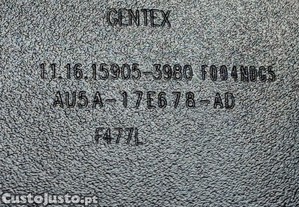 GENTEX
11.16.15905-3980 F004NDG5
AU5A-17E678-AD
F477L
CustoJusto.pt